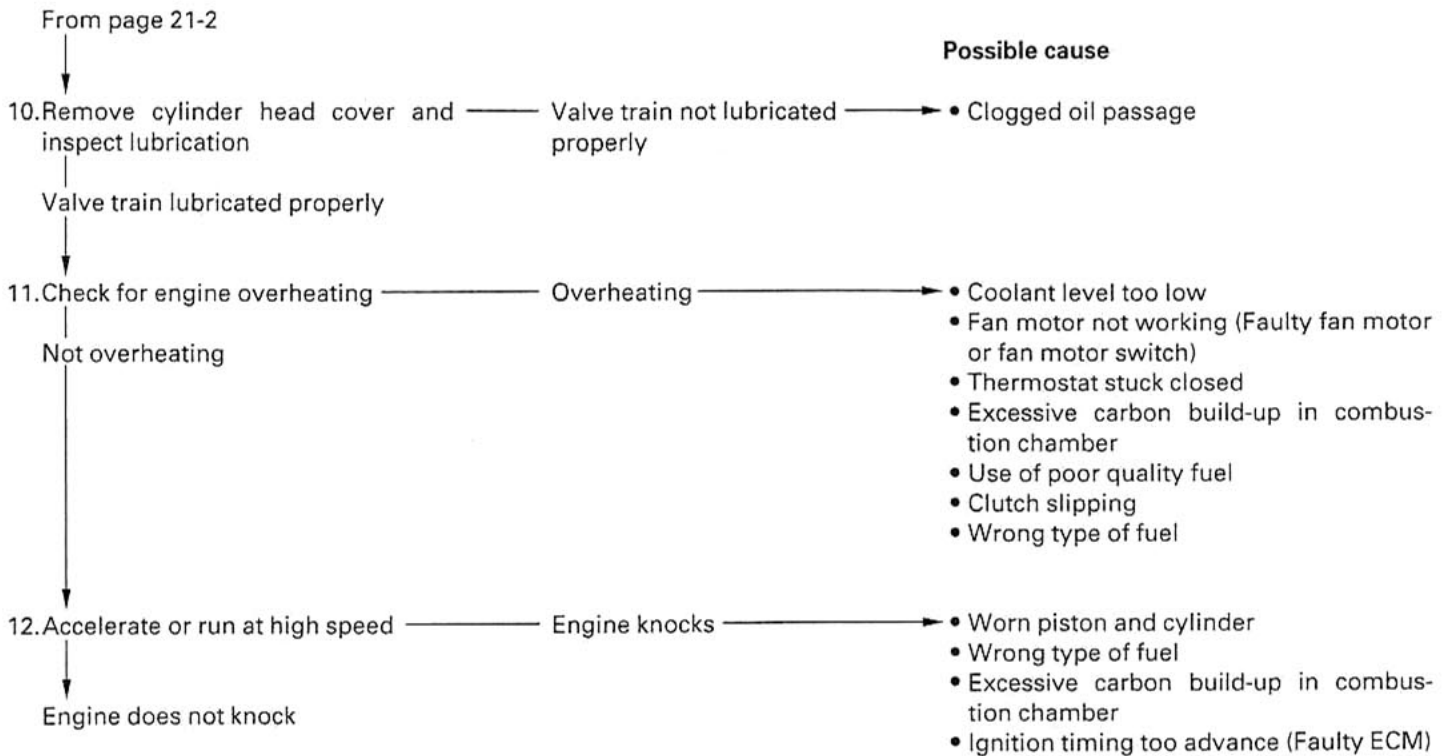 From page 21-2
Possible cause
10.Remove cylinder head cover and inspect lubrication
Valve train not lubricated properly
• Clogged oil passage
Valve train lubricated properly
11.Check for engine overheating
Overheating
• Coolant level too low
• Fan motor not working (Faulty fan motor
or fan motor switch)
• Thermostat stuck closed
• Excessive carbon build-up in combus-
tion chamber
• Use of poor quality fuel
• Clutch slipping
• Wrong type of fuel
Not overheating
12.Accelerate or run at high speed
Engine knocks
• Worn piston and cylinder
• Wrong type of fuel
• Excessive carbon build-up in combus-
tion chamber
• Ignition timing too advance (Faulty ECM)
Engine does not knock